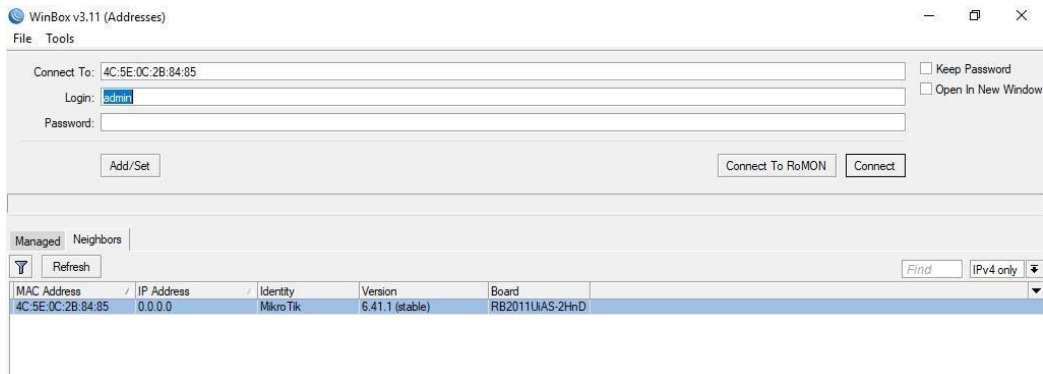 WinBox v3.11 (Addresses)
File Tools
Connect To: 4C:5E:0C:2B:84:85
Keep Password
Login: admin
Open In New Window
Password:
Add/Set
Connect To RoMON
Connect
Managed Neighbors
Refresh
Find
IPv4 only
MAC Address IP Address Identity Version Board
4C:5E:0C:2B:84:85 0.0.0.0 MikroTik 6.41.1 (stable) RB2011UiAS-2HnD